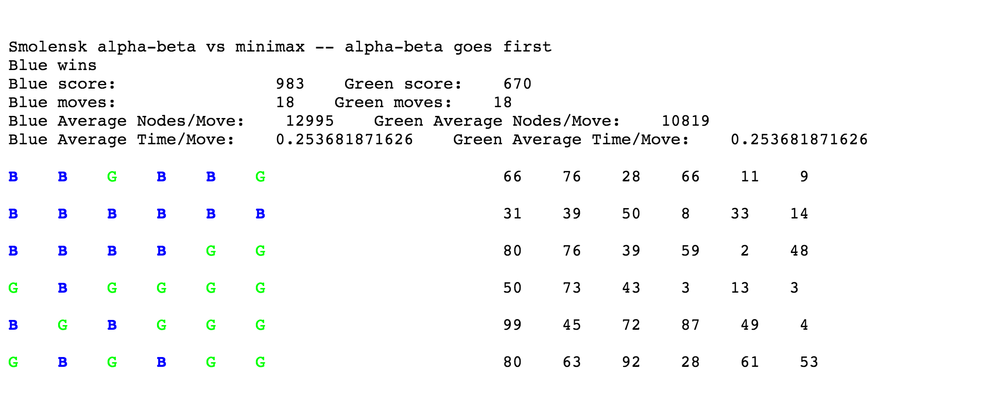 Smolensk alpha-beta vs minimax -- alpha-beta goes first
Blue wins
Blue score: 983 Green score: 670
Blue moves: 18 Green moves: 18
Blue Average Nodes/Move: 12995 Green Average Nodes/Move: 10819
Blue Average Time/Move: 0.253681871626 Green Average Time/Move: 0.253681871626
B B G B B G 66 76 28 66 11 9
B B B B B B 31 39 50 8 33 14
B B B B G G 80 76 39 59 2 48
G B G G G G 50 73 43 3 13 3
B G B G G G 99 45 72 87 49 4
G B G B G G 80 63 92 28 61 53